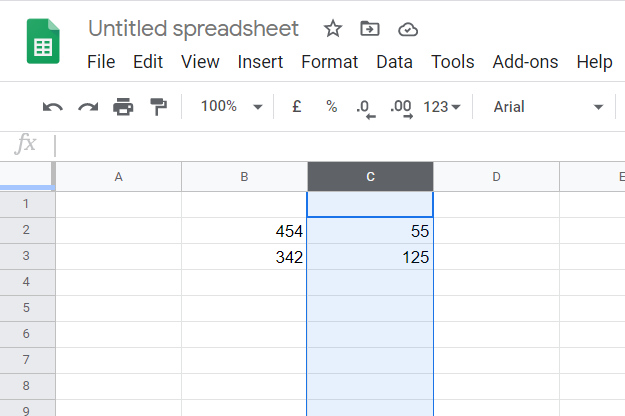 Untitled spreadsheet
File Edit View Insert Format Data Tools Add-ons Help
100% £ % .0 .00 123 Arial
fx
A B C D E
1
2 454 55
3 342 125
4
5
6
7
8
9